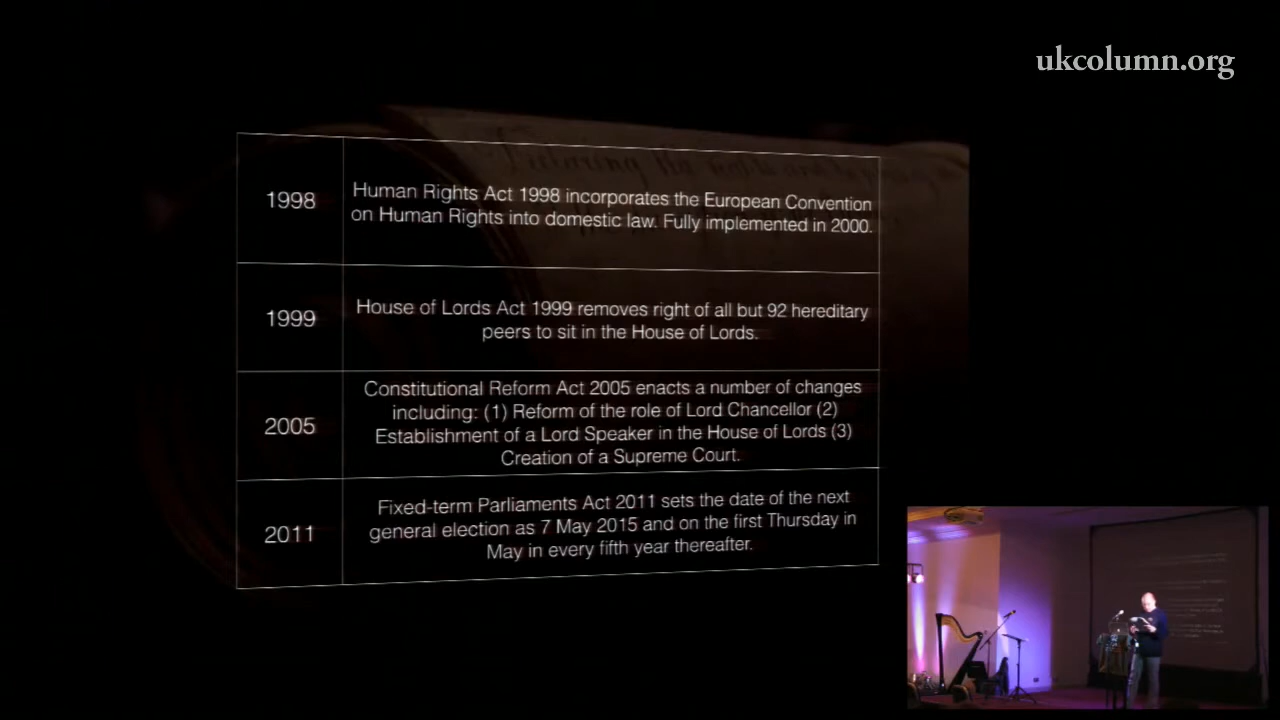 ukcolumn.org
1998
Human Rights Act 1998 incorporates the European Convention
on Human Rights into domestic law. Fully implemented in 2000.
1999
House of Lords Act 1999 removes right of all but 92 hereditary
peers to sit in the House of Lords.
2005
Constitutional Reform Act 2005 enacts a number of changes
including: (1) Reform of the role of Lord Chancellor (2)
Establishment of a Lord Speaker in the House of Lords (3)
Creation of a Supreme Court.
2011
Fixed-term Parliaments Act 2011 sets the date of the next
general election as 7 May 2015 and on the first Thursday in
May in every fifth year thereafter.